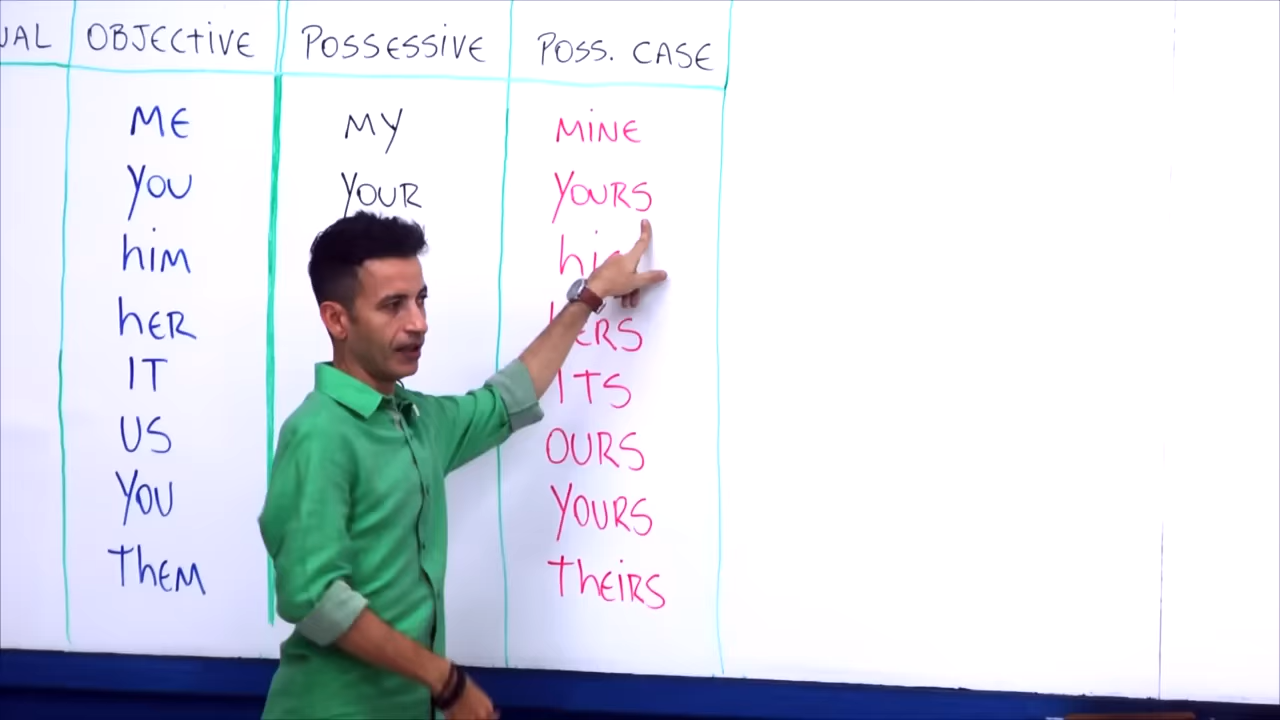 UAL OBJECTIVE POSSESSIVE POSS. CASE
ME MY MINE
YOU YOUR YOURS
him
hER hERS
IT ITS
US OURS
YOU YOURS
ThEM ThEiRS